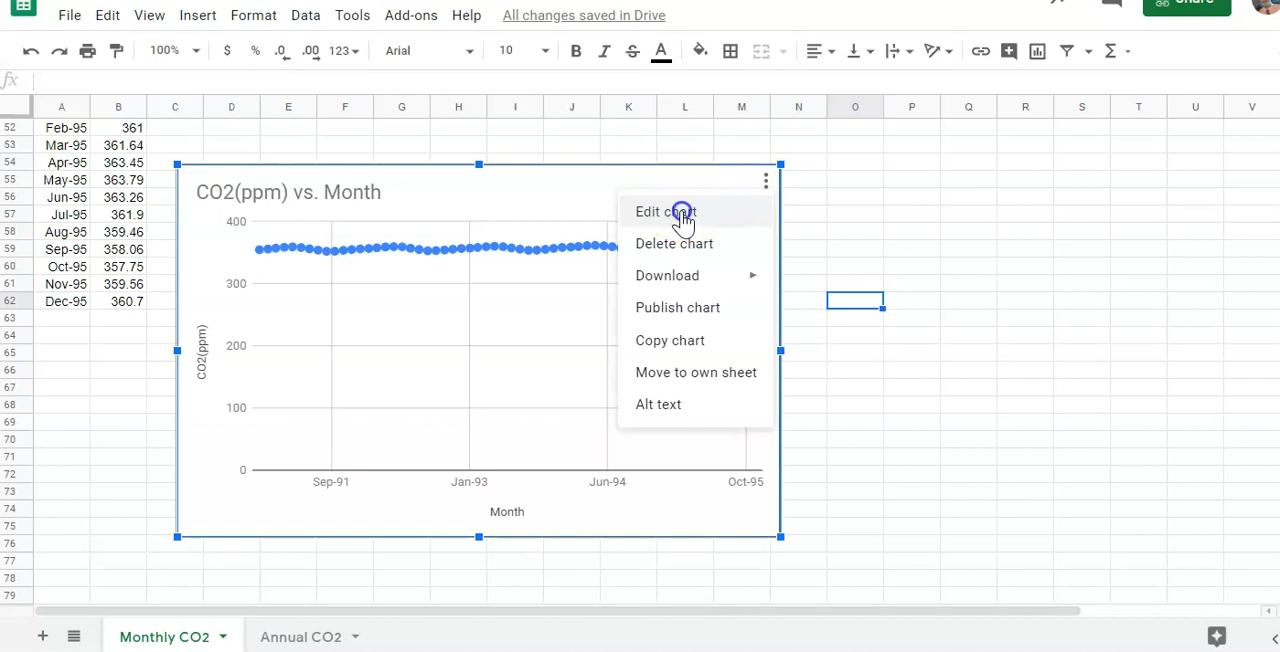 File Edit View Insert Format Data Tools Add-ons Help All changes saved in Drive
100% $ % .0 .00 123 Arial 10 B I S A Σ
fx
A B C D E F G H I J K L M N O P Q R S T U V
52 Feb-95 361
53 Mar-95 361.64
54 Apr-95 363.45
55 May-95 363.79
56 Jun-95 363.26
57 Jul-95 361.9
58 Aug-95 359.46
59 Sep-95 358.06
60 Oct-95 357.75
61 Nov-95 359.56
62 Dec-95 360.7
63
64
65
66
67
68
69
70
71
72
73
74
75
76
77
78
79
CO2(ppm) vs. Month
400
300
200
100
0
CO2(ppm)
Sep-91 Jan-93 Jun-94 Oct-95
Month
Edit chart
Delete chart
Download
Publish chart
Copy chart
Move to own sheet
Alt text
Monthly CO2 Annual CO2